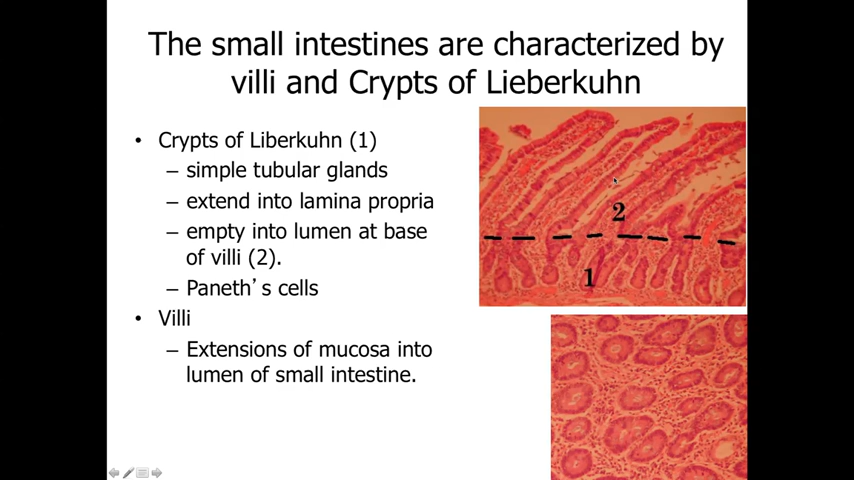 The small intestines are characterized by
villi and Crypts of Lieberkuhn
• Crypts of Liberkuhn (1)
– simple tubular glands
– extend into lamina propria
– empty into lumen at base
of villi (2).
– Paneth’s cells
• Villi
– Extensions of mucosa into
lumen of small intestine.
2
1